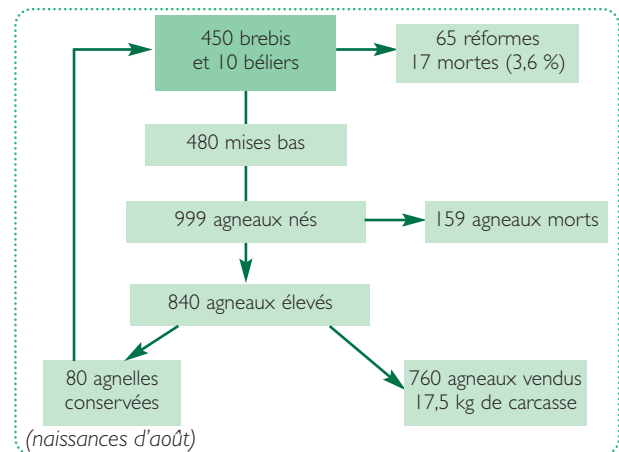 450 brebis
et 10 béliers
65 réformes
17 mortes (3,6 %)
480 mises bas
999 agneaux nés
159 agneaux morts
840 agneaux élevés
80 agnelles
conservées
760 agneaux vendus
17,5 kg de carcasse
(naissances d'août)